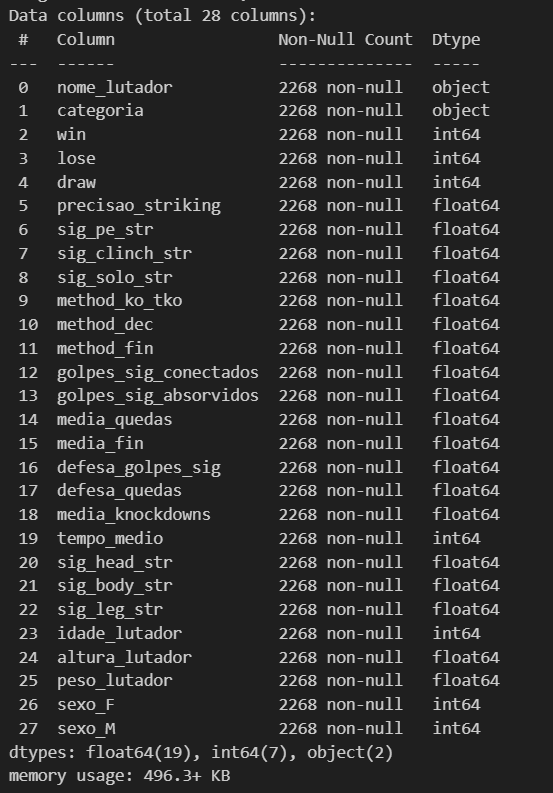 Data columns (total 28 columns):
 #   Column                  Non-Null Count  Dtype
---  ------                  --------------  -----
 0   nome_lutador            2268 non-null   object
 1   categoria               2268 non-null   object
 2   win                     2268 non-null   int64
 3   lose                    2268 non-null   int64
 4   draw                    2268 non-null   int64
 5   precisao_striking       2268 non-null   float64
 6   sig_pe_str              2268 non-null   float64
 7   sig_clinch_str          2268 non-null   float64
 8   sig_solo_str            2268 non-null   float64
 9   method_ko_tko           2268 non-null   float64
 10  method_dec              2268 non-null   float64
 11  method_fin              2268 non-null   float64
 12  golpes_sig_conectados   2268 non-null   float64
 13  golpes_sig_absorvidos   2268 non-null   float64
 14  media_quedas            2268 non-null   float64
 15  media_fin               2268 non-null   float64
 16  defesa_golpes_sig       2268 non-null   float64
 17  defesa_quedas           2268 non-null   float64
 18  media_knockdowns        2268 non-null   float64
 19  tempo_medio             2268 non-null   int64
 20  sig_head_str            2268 non-null   float64
 21  sig_body_str            2268 non-null   float64
 22  sig_leg_str             2268 non-null   float64
 23  idade_lutador           2268 non-null   int64
 24  altura_lutador          2268 non-null   float64
 25  peso_lutador            2268 non-null   float64
 26  sexo_F                  2268 non-null   int64
 27  sexo_M                  2268 non-null   int64
dtypes: float64(19), int64(7), object(2)
memory usage: 496.3+ KB